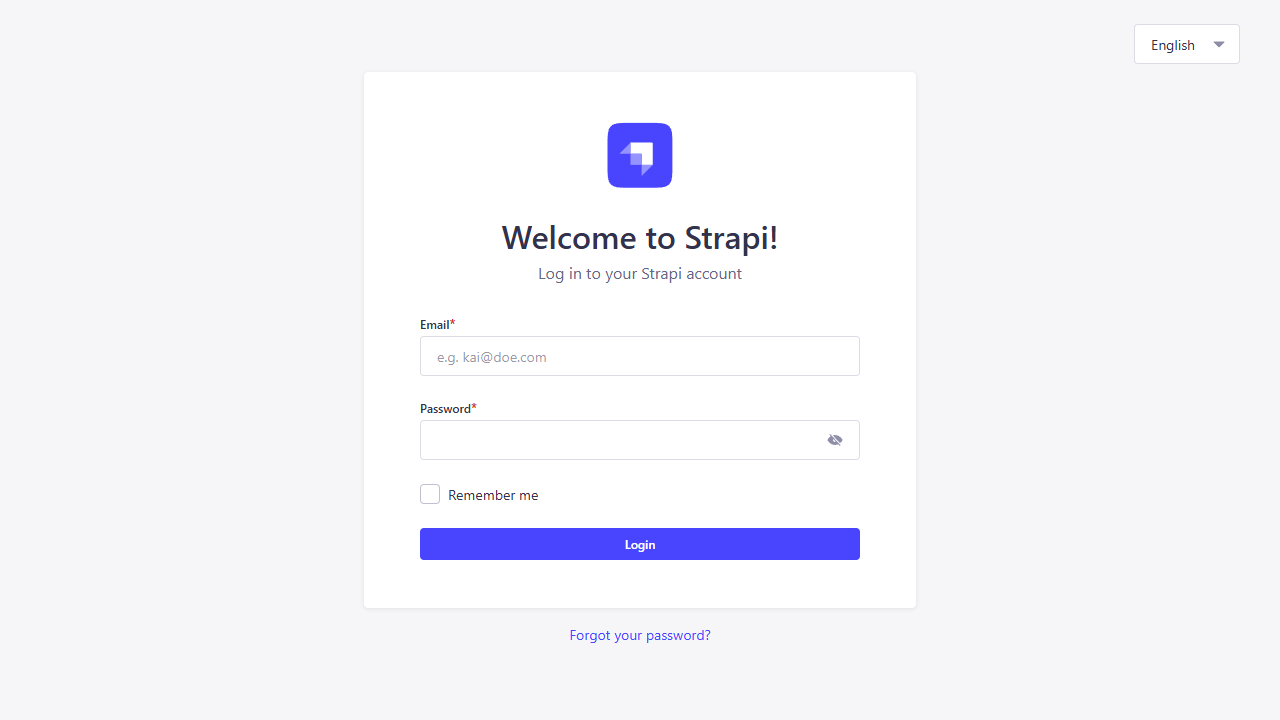 English
Welcome to Strapi!
Log in to your Strapi account
Email*
e.g. kai@doe.com
Password*
Remember me
Login
Forgot your password?